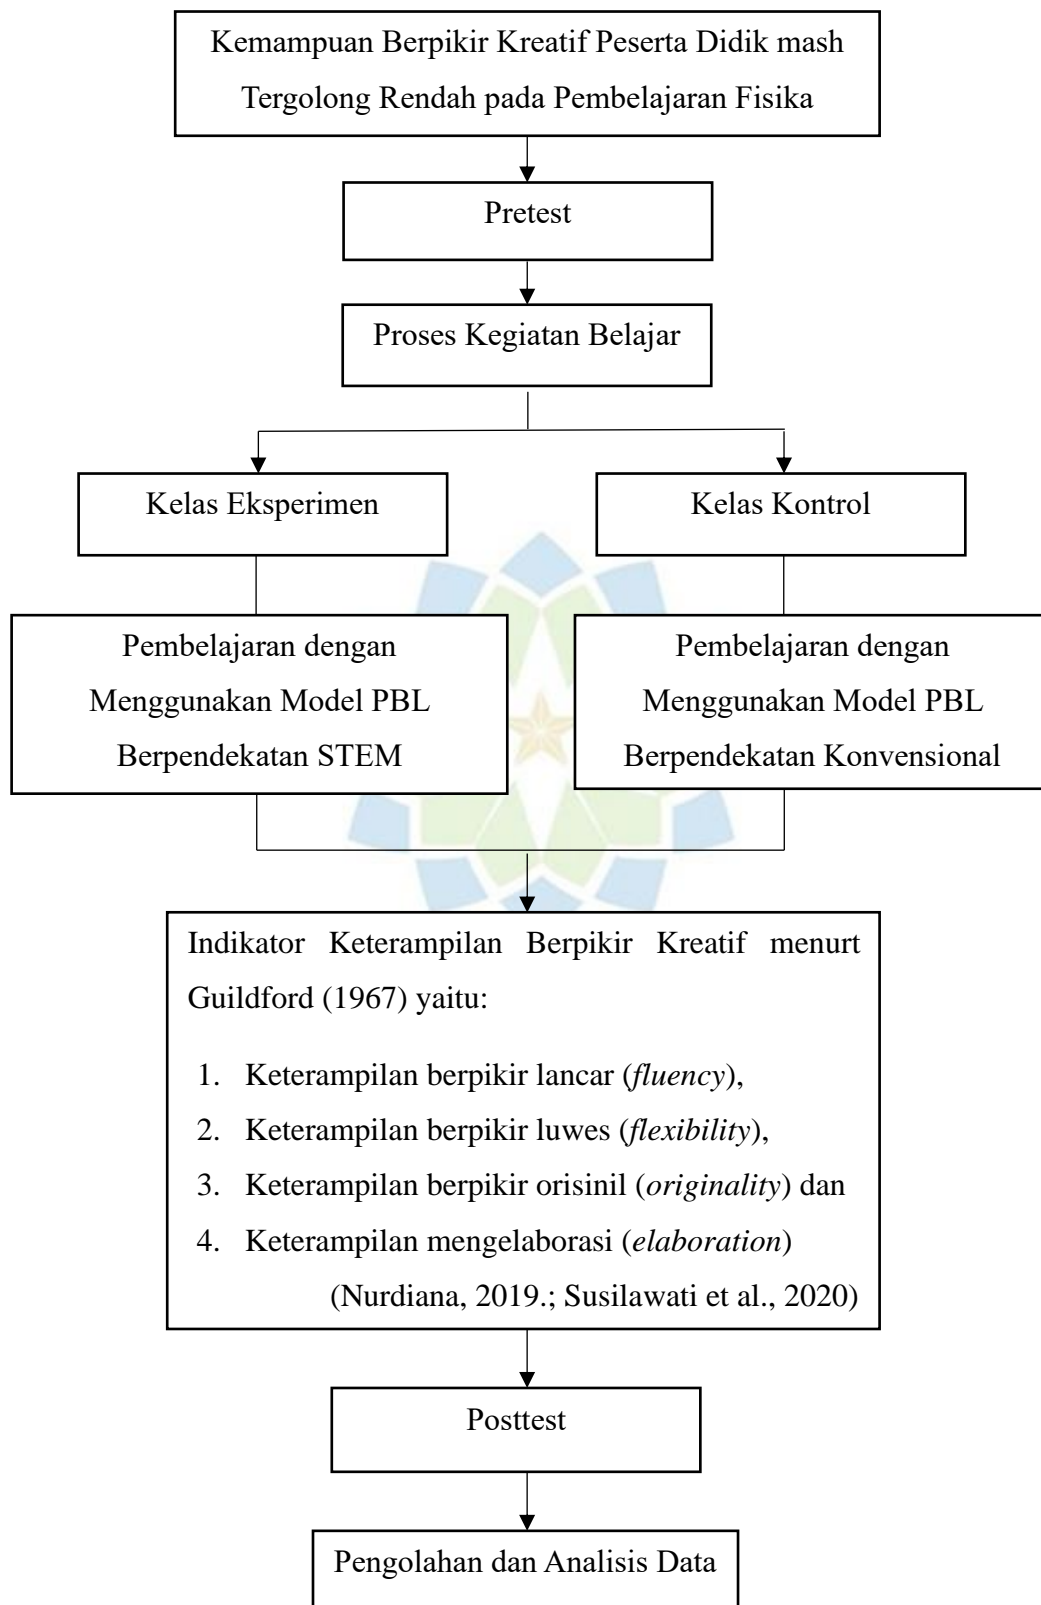 Kemampuan Berpikir Kreatif Peserta Didik mash
Tergolong Rendah pada Pembelajaran Fisika
Pretest
Proses Kegiatan Belajar
Kelas Eksperimen
Kelas Kontrol
Pembelajaran dengan
Menggunakan Model PBL
Berpendekatan STEM
Pembelajaran dengan
Menggunakan Model PBL
Berpendekatan Konvensional
Indikator Keterampilan Berpikir Kreatif menurt
Guildford (1967) yaitu:
1. Keterampilan berpikir lancar (fluency),
2. Keterampilan berpikir luwes (flexibility),
3. Keterampilan berpikir orisinil (originality) dan
4. Keterampilan mengelaborasi (elaboration)
(Nurdiana, 2019.; Susilawati et al., 2020)
Posttest
Pengolahan dan Analisis Data